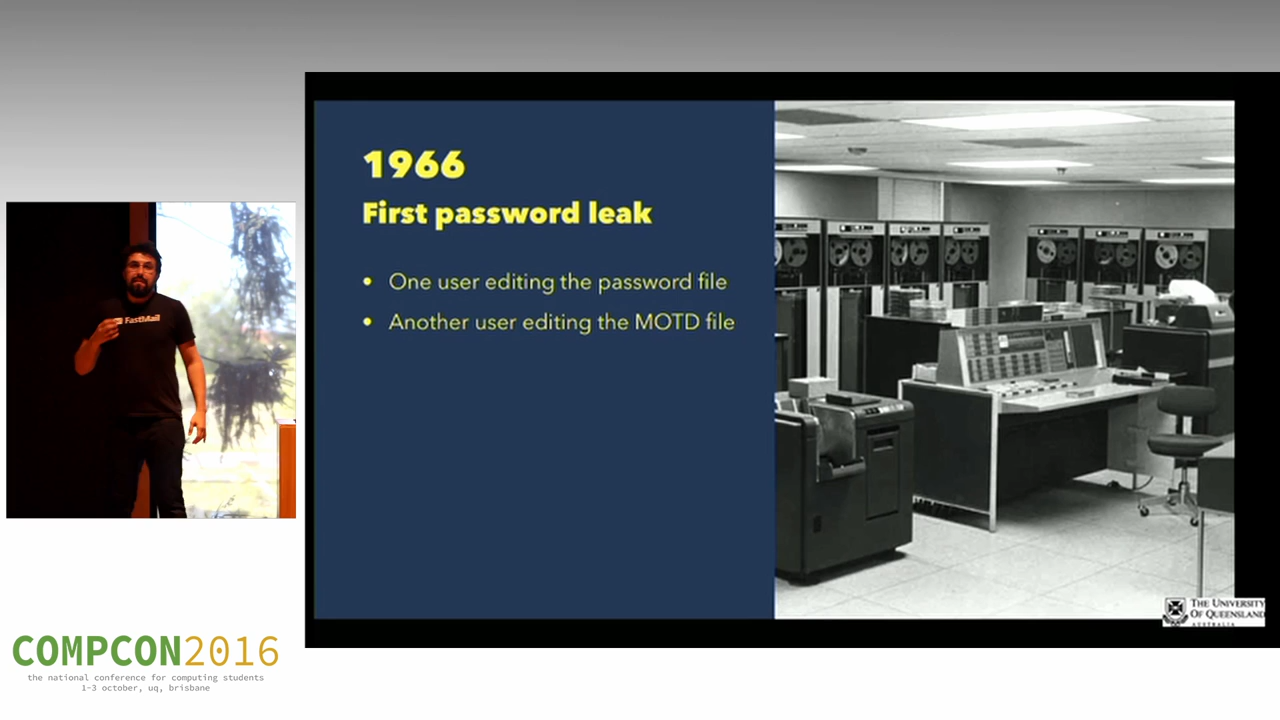 1966
First password leak
• One user editing the password file
• Another user editing the MOTD file
FastMail
THE UNIVERSITY
OF QUEENSLAND
AUSTRALIA
COMPCON2016
the national conference for computing students
1-3 october, uq, brisbane